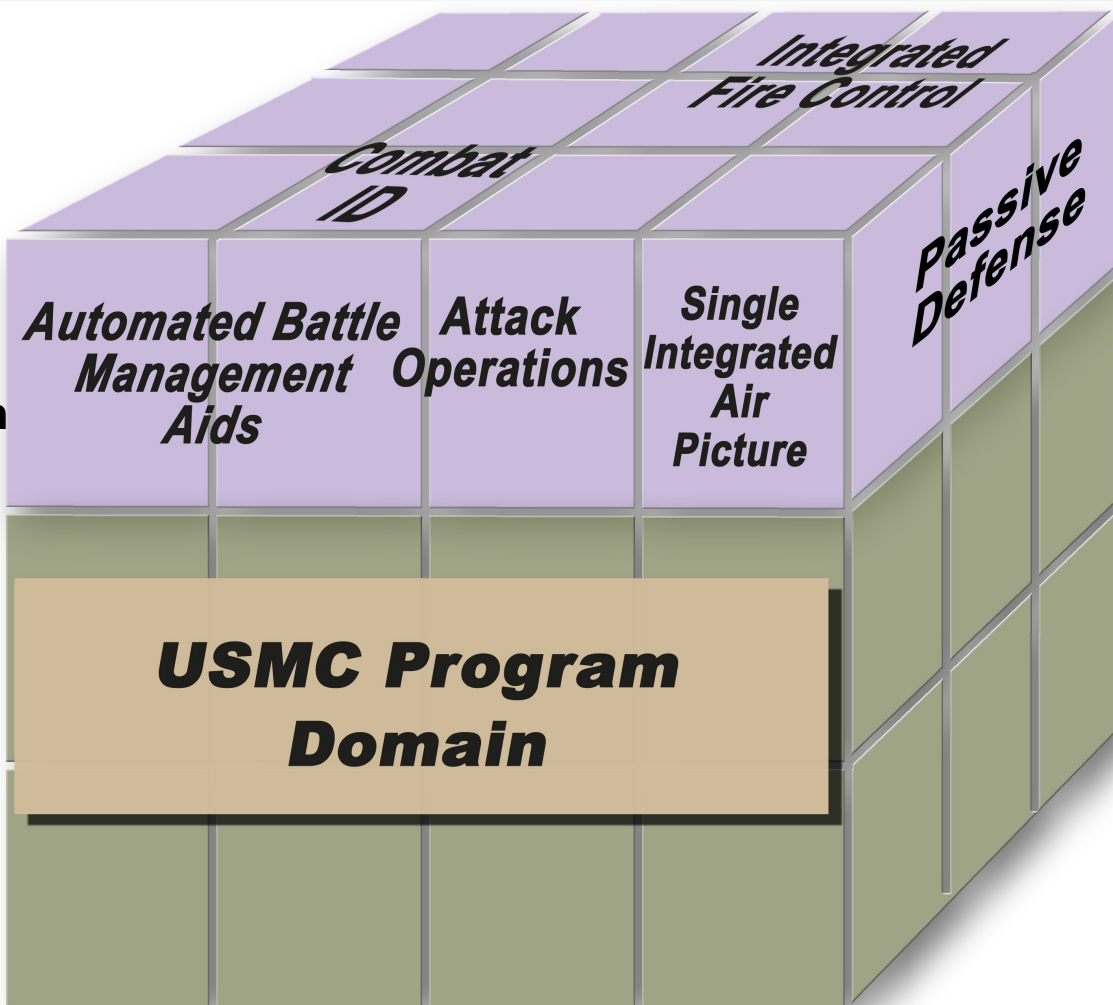 Integrated
Fire Control
Combat
ID
Passive
Defense
Automated Battle
Management
Aids
Attack
Operations
Single
Integrated
Air
Picture
USMC Program
Domain